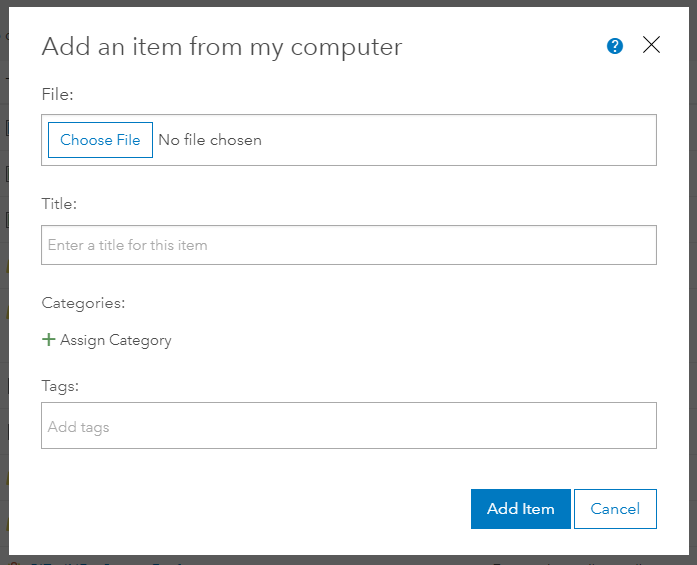 Add an item from my computer
?
File:
Choose File No file chosen
Title:
Enter a title for this item
Categories:
+ Assign Category
Tags:
Add tags
Add Item Cancel